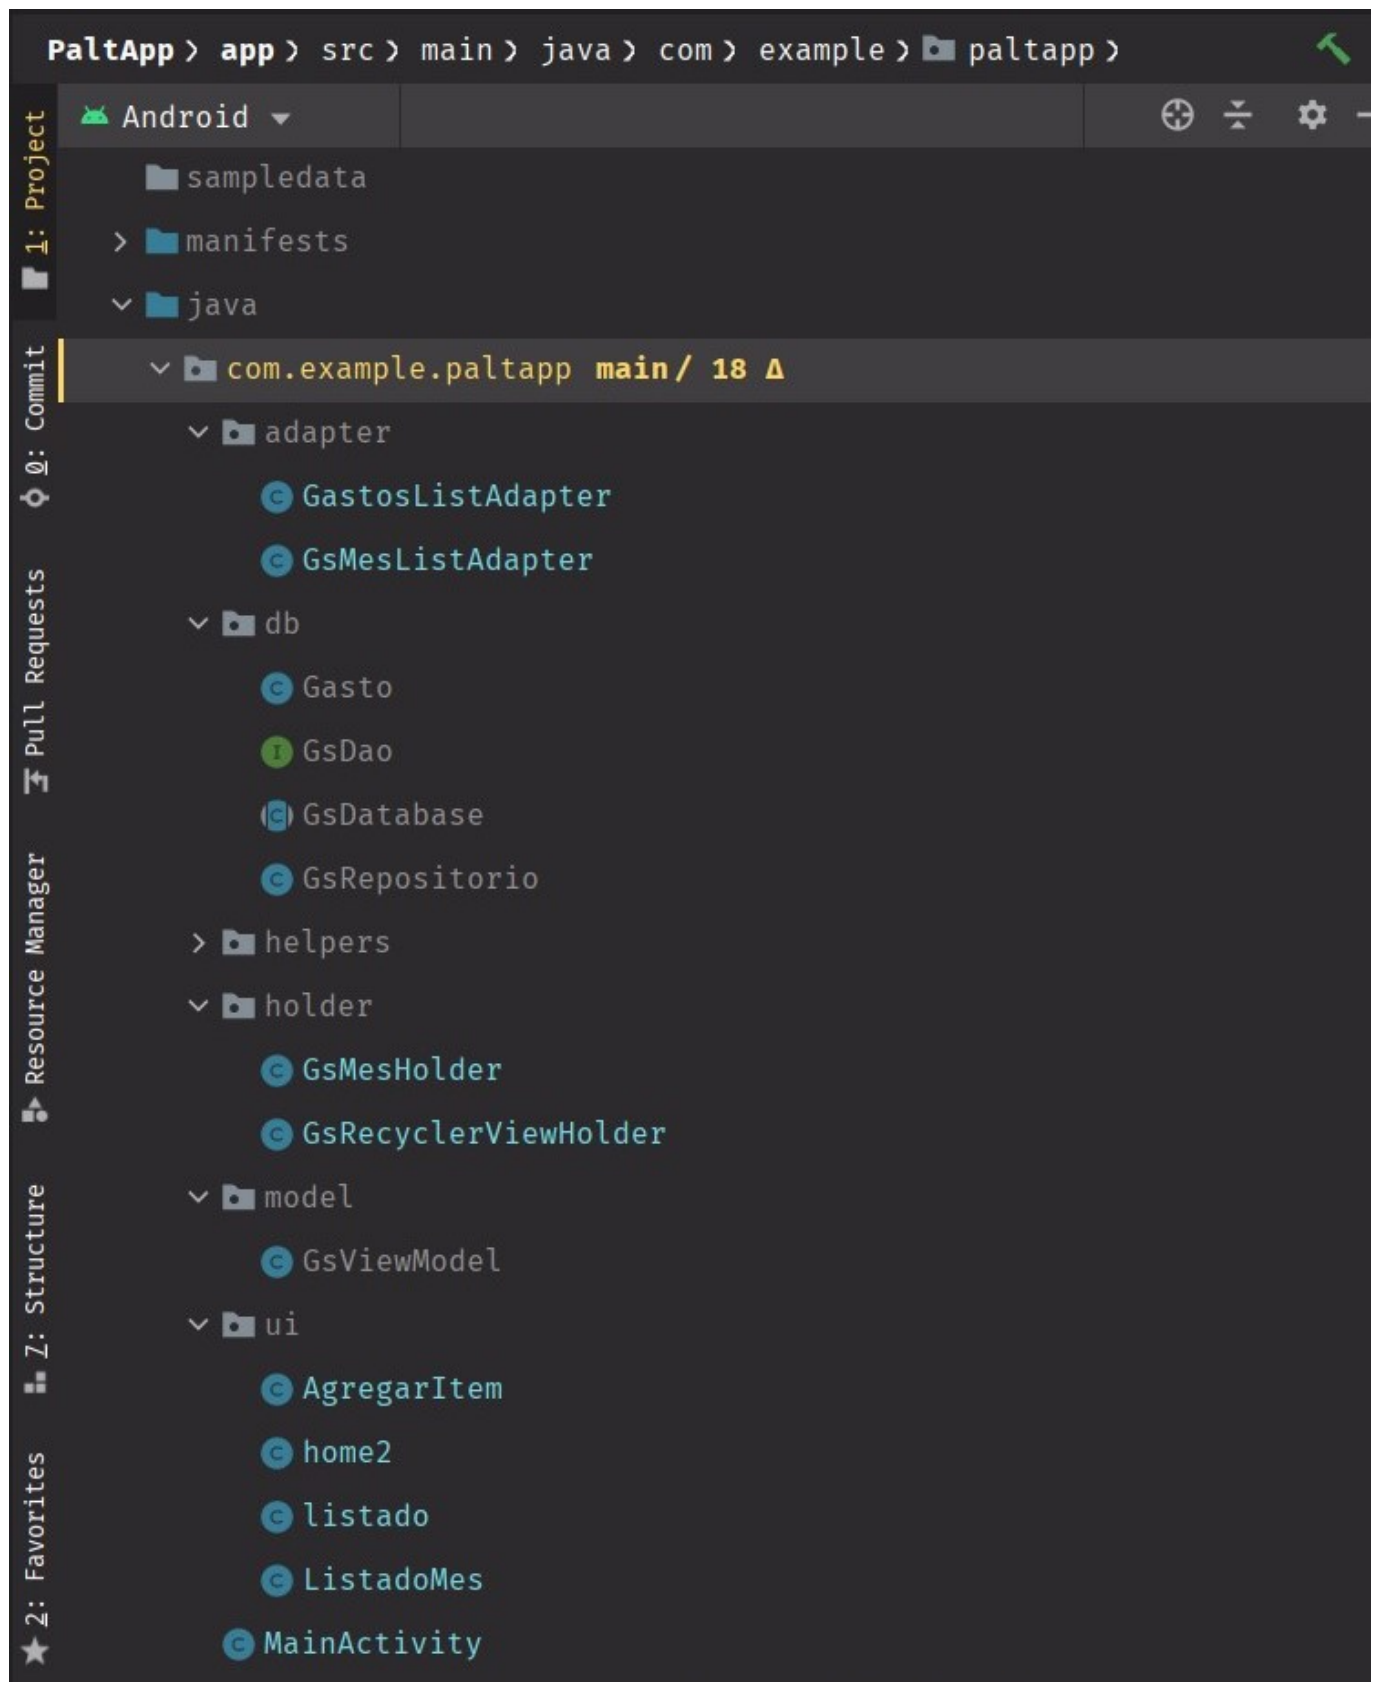 PaltApp › app › src › main › java › com › example › paltapp ›
Android
sampledata
manifests
java
com.example.paltapp main / 18 Δ
adapter
GastosListAdapter
GsMesListAdapter
db
Gasto
GsDao
GsDatabase
GsRepositorio
helpers
holder
GsMesHolder
GsRecyclerViewHolder
model
GsViewModel
ui
AgregarItem
home2
listado
ListadoMes
MainActivity
1: Project
0: Commit
Pull Requests
Resource Manager
7: Structure
2: Favorites